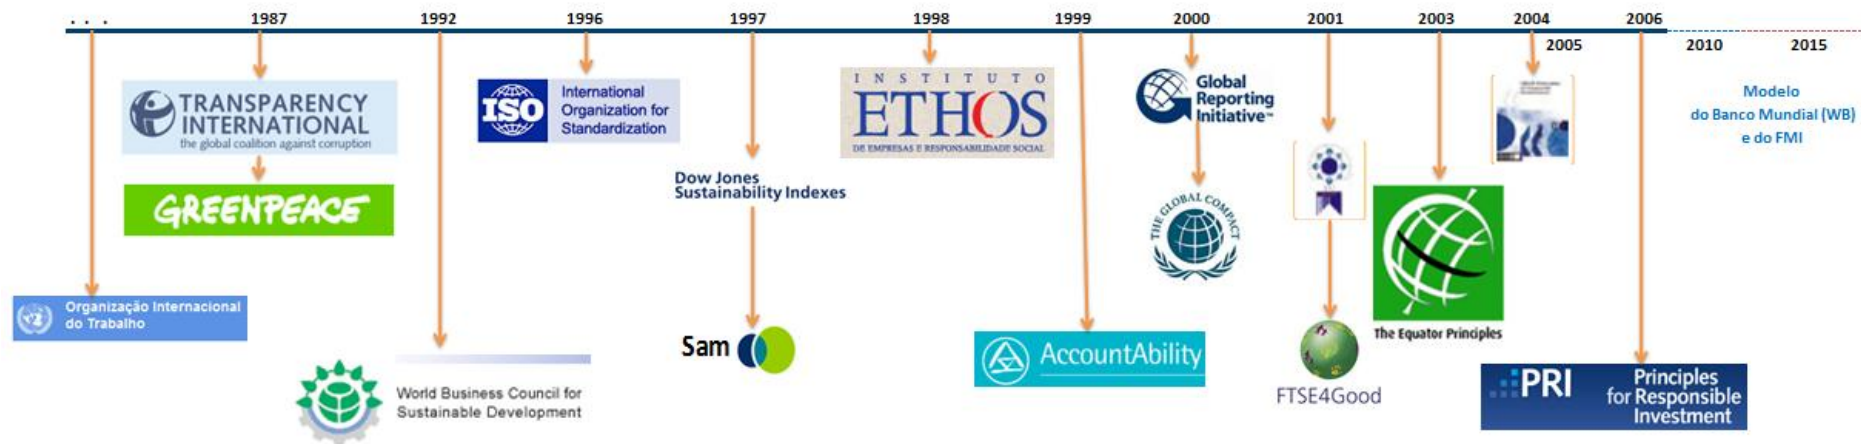 . . .
1987
1992
1996
1997
1998
1999
2000
2001
2003
2004
2006
2005
2010
2015
TRANSPARENCY
INTERNATIONAL
the global coalition against corruption
GREENPEACE
Organização Internacional
do Trabalho
World Business Council for
Sustainable Development
ISO
International
Organization for
Standardization
Dow Jones
Sustainability Indexes
Sam
INSTITUTO
ETHOS
DE EMPRESAS E RESPONSABILIDADE SOCIAL
AccountAbility
Global
Reporting
Initiative™
THE GLOBAL COMPACT
FTSE4Good
The Equator Principles
PRI
Principles
for Responsible
Investment
Modelo
do Banco Mundial (WB)
e do FMI